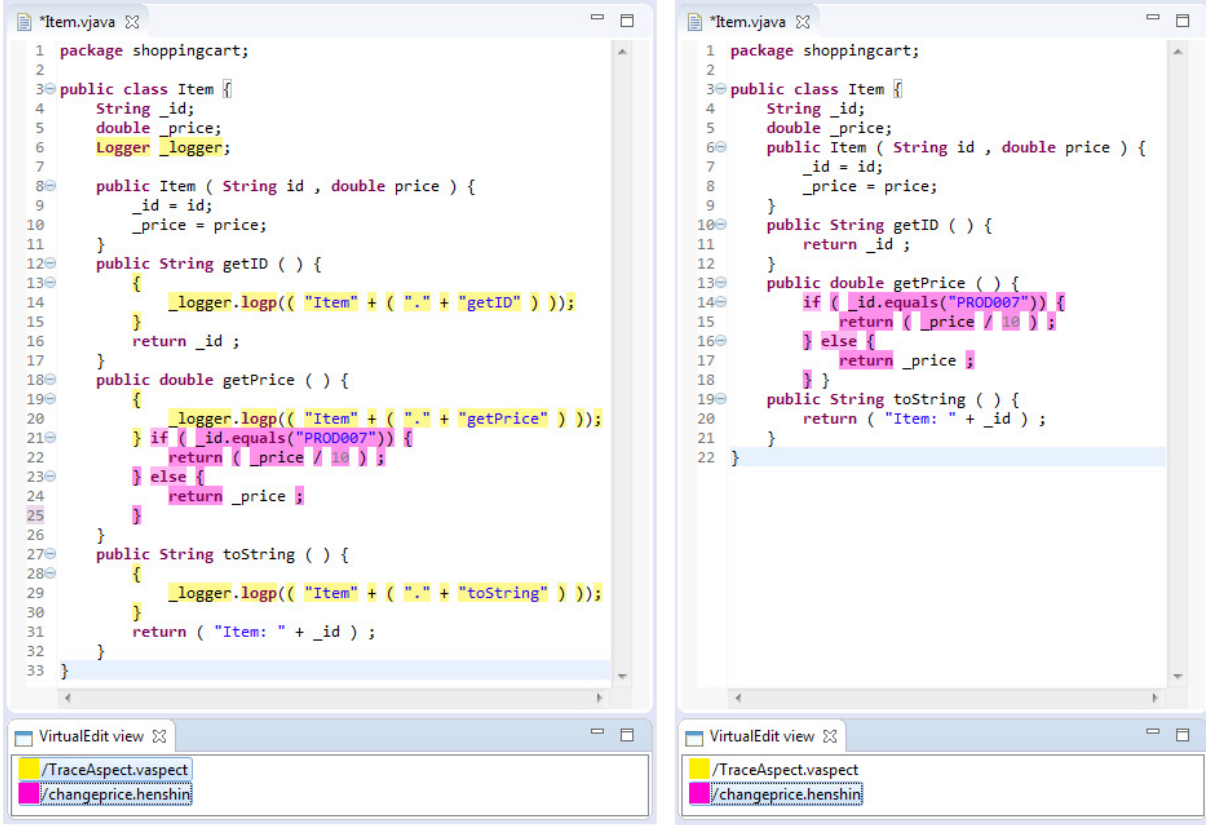 *Item.vjava
1 package shoppingcart;
2
3 public class Item {
4 String _id;
5 double _price;
6 Logger _logger;
7
8 public Item ( String id , double price ) {
9 _id = id;
10 _price = price;
11 }
12 public String getID ( ) {
13 {
14 _logger.logp(( "Item" + ( "." + "getID" ) ));
15 }
16 return _id ;
17 }
18 public double getPrice ( ) {
19 {
20 _logger.logp(( "Item" + ( "." + "getPrice" ) ));
21 } if ( _id.equals("PROD007")) {
22 return ( _price / 10 ) ;
23 } else {
24 return _price ;
25 }
26 }
27 public String toString ( ) {
28 {
29 _logger.logp(( "Item" + ( "." + "toString" ) ));
30 }
31 return ( "Item: " + _id ) ;
32 }
33 }
VirtualEdit view
/TraceAspect.vaspect
/changeprice.henshin
*Item.vjava
1 package shoppingcart;
2
3 public class Item {
4 String _id;
5 double _price;
6 public Item ( String id , double price ) {
7 _id = id;
8 _price = price;
9 }
10 public String getID ( ) {
11 return _id ;
12 }
13 public double getPrice ( ) {
14 if ( _id.equals("PROD007")) {
15 return ( _price / 10 ) ;
16 } else {
17 return _price ;
18 } }
19 public String toString ( ) {
20 return ( "Item: " + _id ) ;
21 }
22 }
VirtualEdit view
/TraceAspect.vaspect
/changeprice.henshin